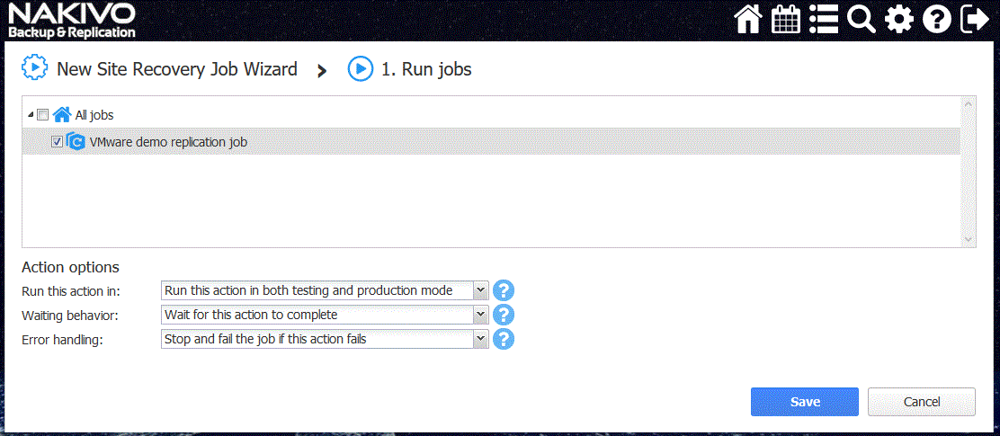 NAKIVO
Backup & Replication
New Site Recovery Job Wizard > 1. Run jobs
All jobs
VMware demo replication job
Action options
Run this action in: Run this action in both testing and production mode ?
Waiting behavior: Wait for this action to complete ?
Error handling: Stop and fail the job if this action fails ?
Save Cancel